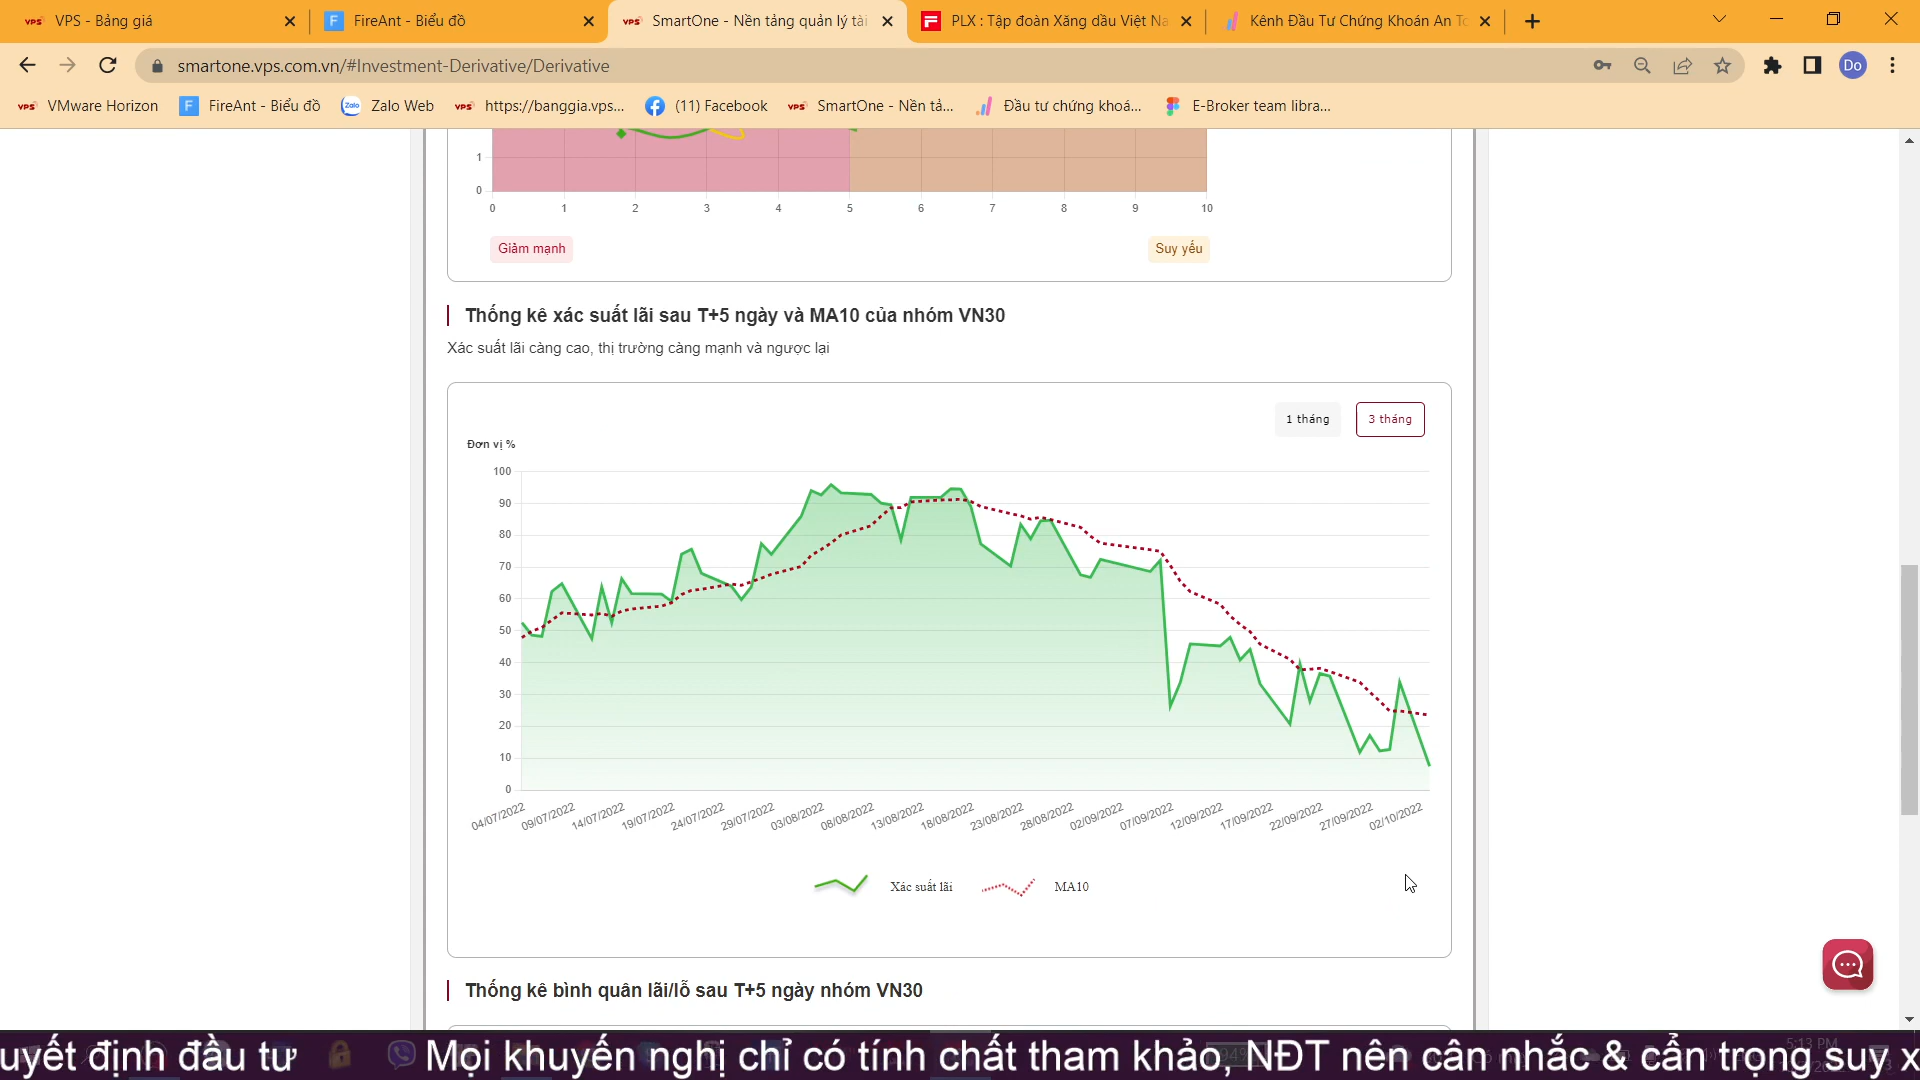 VPS - Bảng giá
FireAnt - Biểu đồ
SmartOne - Nền tảng quản lý tài
PLX : Tập đoàn Xăng dầu Việt Na
Kênh Đầu Tư Chứng Khoán An To
smartone.vps.com.vn/#Investment-Derivative/Derivative
Do
VMware Horizon
FireAnt - Biểu đồ
Zalo Web
https://banggia.vps...
(11) Facebook
SmartOne - Nền tả...
Đầu tư chứng khoá...
E-Broker team libra...
1
0
0 1 2 3 4 5 6 7 8 9 10
Giảm mạnh
Suy yếu
Thống kê xác suất lãi sau T+5 ngày và MA10 của nhóm VN30
Xác suất lãi càng cao, thị trường càng mạnh và ngược lại
1 tháng
3 tháng
Đơn vị %
100
90
80
70
60
50
40
30
20
10
0
04/07/2022 09/07/2022 14/07/2022 19/07/2022 24/07/2022 29/07/2022 03/08/2022 08/08/2022 13/08/2022 18/08/2022 23/08/2022 28/08/2022 02/09/2022 07/09/2022 12/09/2022 17/09/2022 22/09/2022 27/09/2022 02/10/2022
Xác suất lãi
MA10
Thống kê bình quân lãi/lỗ sau T+5 ngày nhóm VN30
uyết định đầu tư
Mọi khuyến nghị chỉ có tính chất tham khảo, NĐT nên cân nhắc & cẩn trọng suy x
5:13 PM